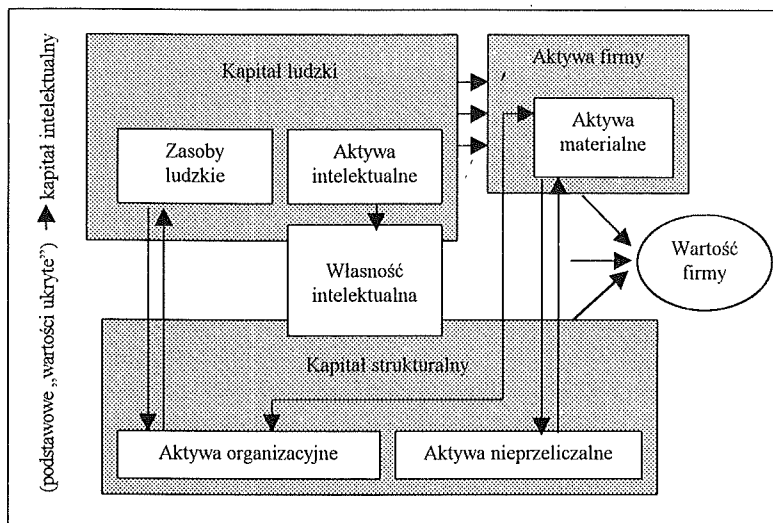 (podstawowe „wartości ukryte”) → kapitał intelektualny
Kapitał ludzki
Zasoby
ludzkie
Aktywa
intelektualne
Własność
intelektualna
Aktywa firmy
Aktywa
materialne
Wartość
firmy
Kapitał strukturalny
Aktywa organizacyjne
Aktywa nieprzeliczalne